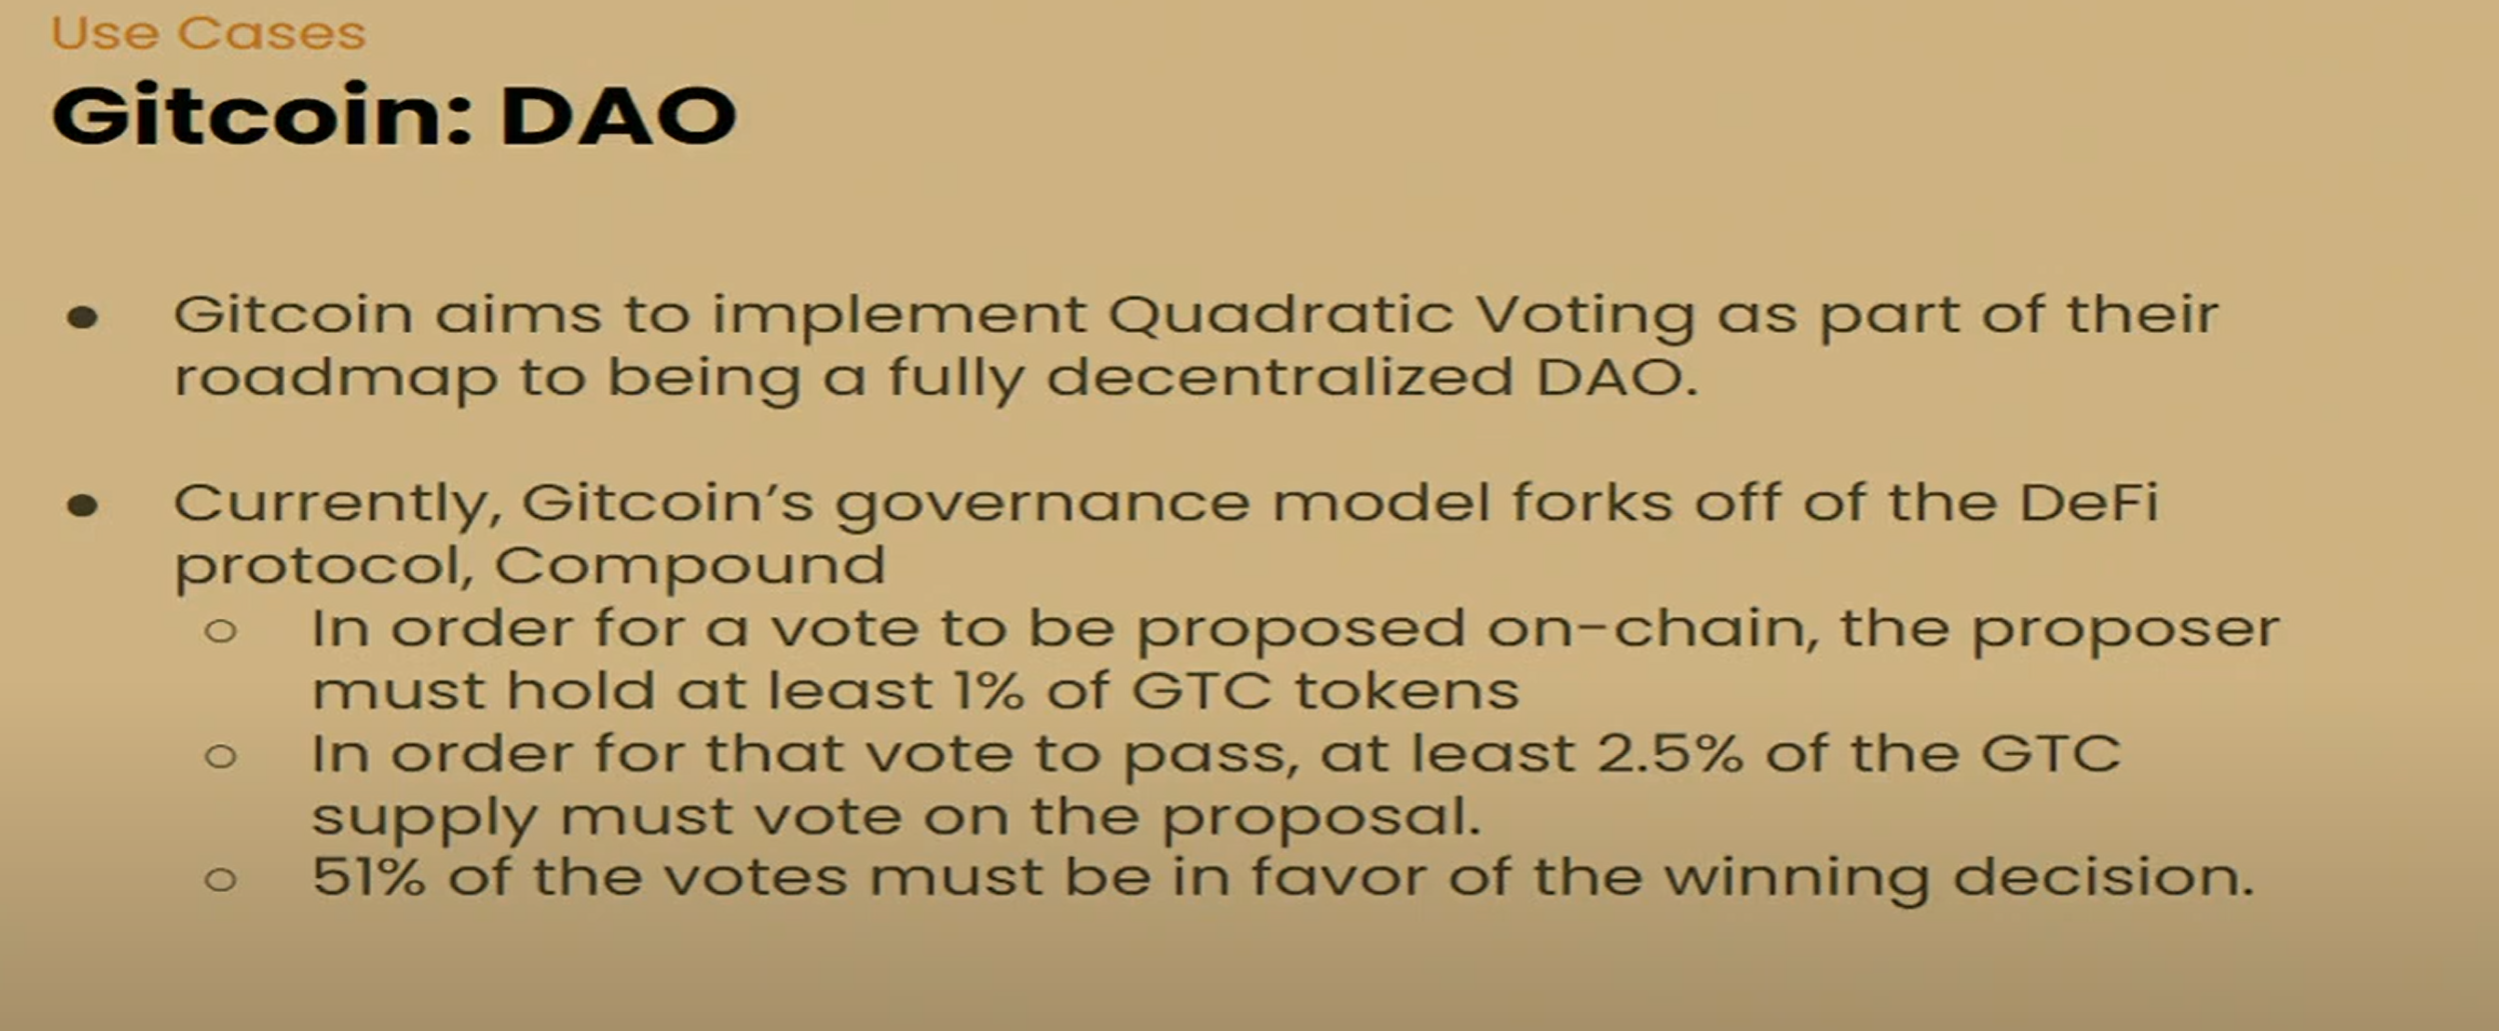 Use Cases
Gitcoin: DAO
● Gitcoin aims to implement Quadratic Voting as part of their
roadmap to being a fully decentralized DAO.
● Currently, Gitcoin’s governance model forks off of the DeFi
protocol, Compound
○ In order for a vote to be proposed on-chain, the proposer
must hold at least 1% of GTC tokens
○ In order for that vote to pass, at least 2.5% of the GTC
supply must vote on the proposal.
○ 51% of the votes must be in favor of the winning decision.